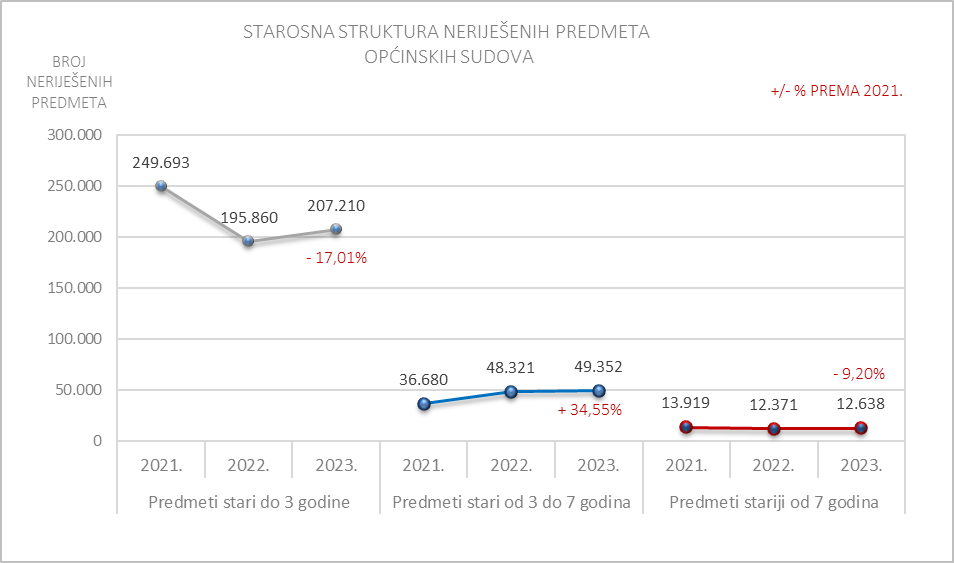 STAROSNA STRUKTURA NERIJEŠENIH PREDMETA
OPĆINSKIH SUDOVA
BROJ
NERIJEŠENIH
PREDMETA
+/- % PREMA 2021.
300.000
250.000
200.000
150.000
100.000
50.000
0
249.693
195.860
207.210
- 17,01%
36.680
48.321
49.352
+ 34,55%
13.919
12.371
12.638
- 9,20%
2021. 2022. 2023. 2021. 2022. 2023. 2021. 2022. 2023.
Predmeti stari do 3 godine Predmeti stari od 3 do 7 godina Predmeti stariji od 7 godina